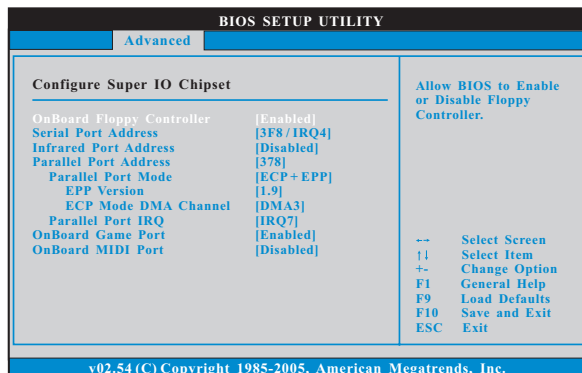 BIOS SETUP UTILITY
Advanced
Configure Super IO Chipset
OnBoard Floppy Controller [Enabled]
Serial Port Address [3F8 / IRQ4]
Infrared Port Address [Disabled]
Parallel Port Address [378]
Parallel Port Mode [ECP + EPP]
EPP Version [1.9]
ECP Mode DMA Channel [DMA3]
Parallel Port IRQ [IRQ7]
OnBoard Game Port [Enabled]
OnBoard MIDI Port [Disabled]
Allow BIOS to Enable
or Disable Floppy
Controller.
←→ Select Screen
↑↓ Select Item
+- Change Option
F1 General Help
F9 Load Defaults
F10 Save and Exit
ESC Exit
v02.54 (C) Copyright 1985-2005, American Megatrends, Inc.